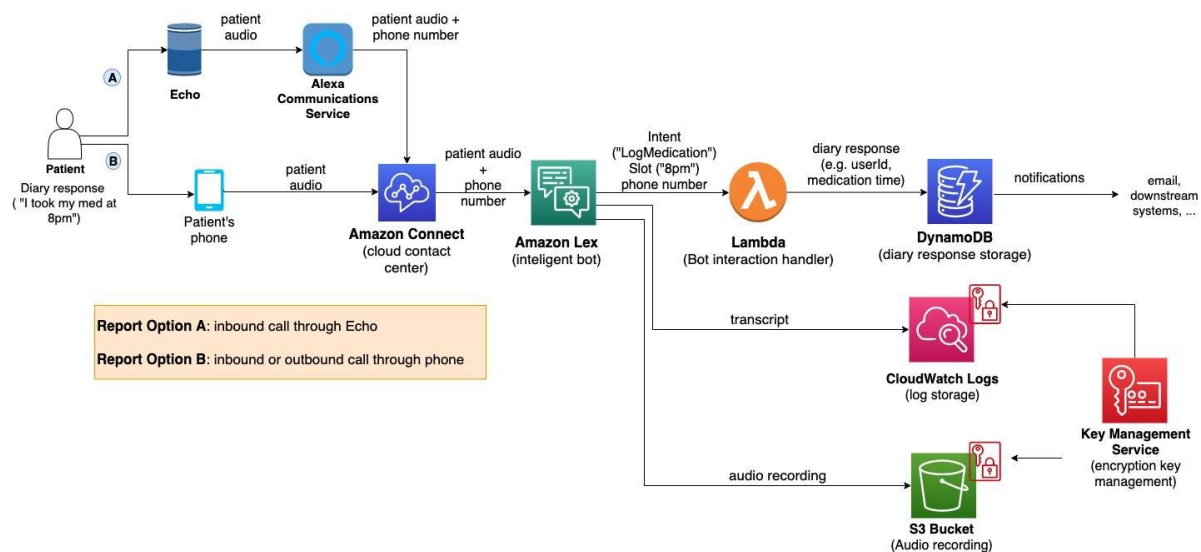 patient
audio
patient audio +
phone number
A
Echo
Alexa
Communications
Service
B
Patient
Diary response
( "I took my med at
8pm")
Patient's
phone
patient
audio
Amazon Connect
(cloud contact
center)
patient audio
+
phone
number
Amazon Lex
(inteligent bot)
Intent
("LogMedication")
Slot ("8pm")
phone number
Lambda
(Bot interaction handler)
diary response
(e.g. userId,
medication time)
DynamoDB
(diary response storage)
notifications
email,
downstream
systems, ...
Report Option A: inbound call through Echo
Report Option B: inbound or outbound call through phone
transcript
CloudWatch Logs
(log storage)
Key Management
Service
(encryption key
management)
audio recording
S3 Bucket
(Audio recording)